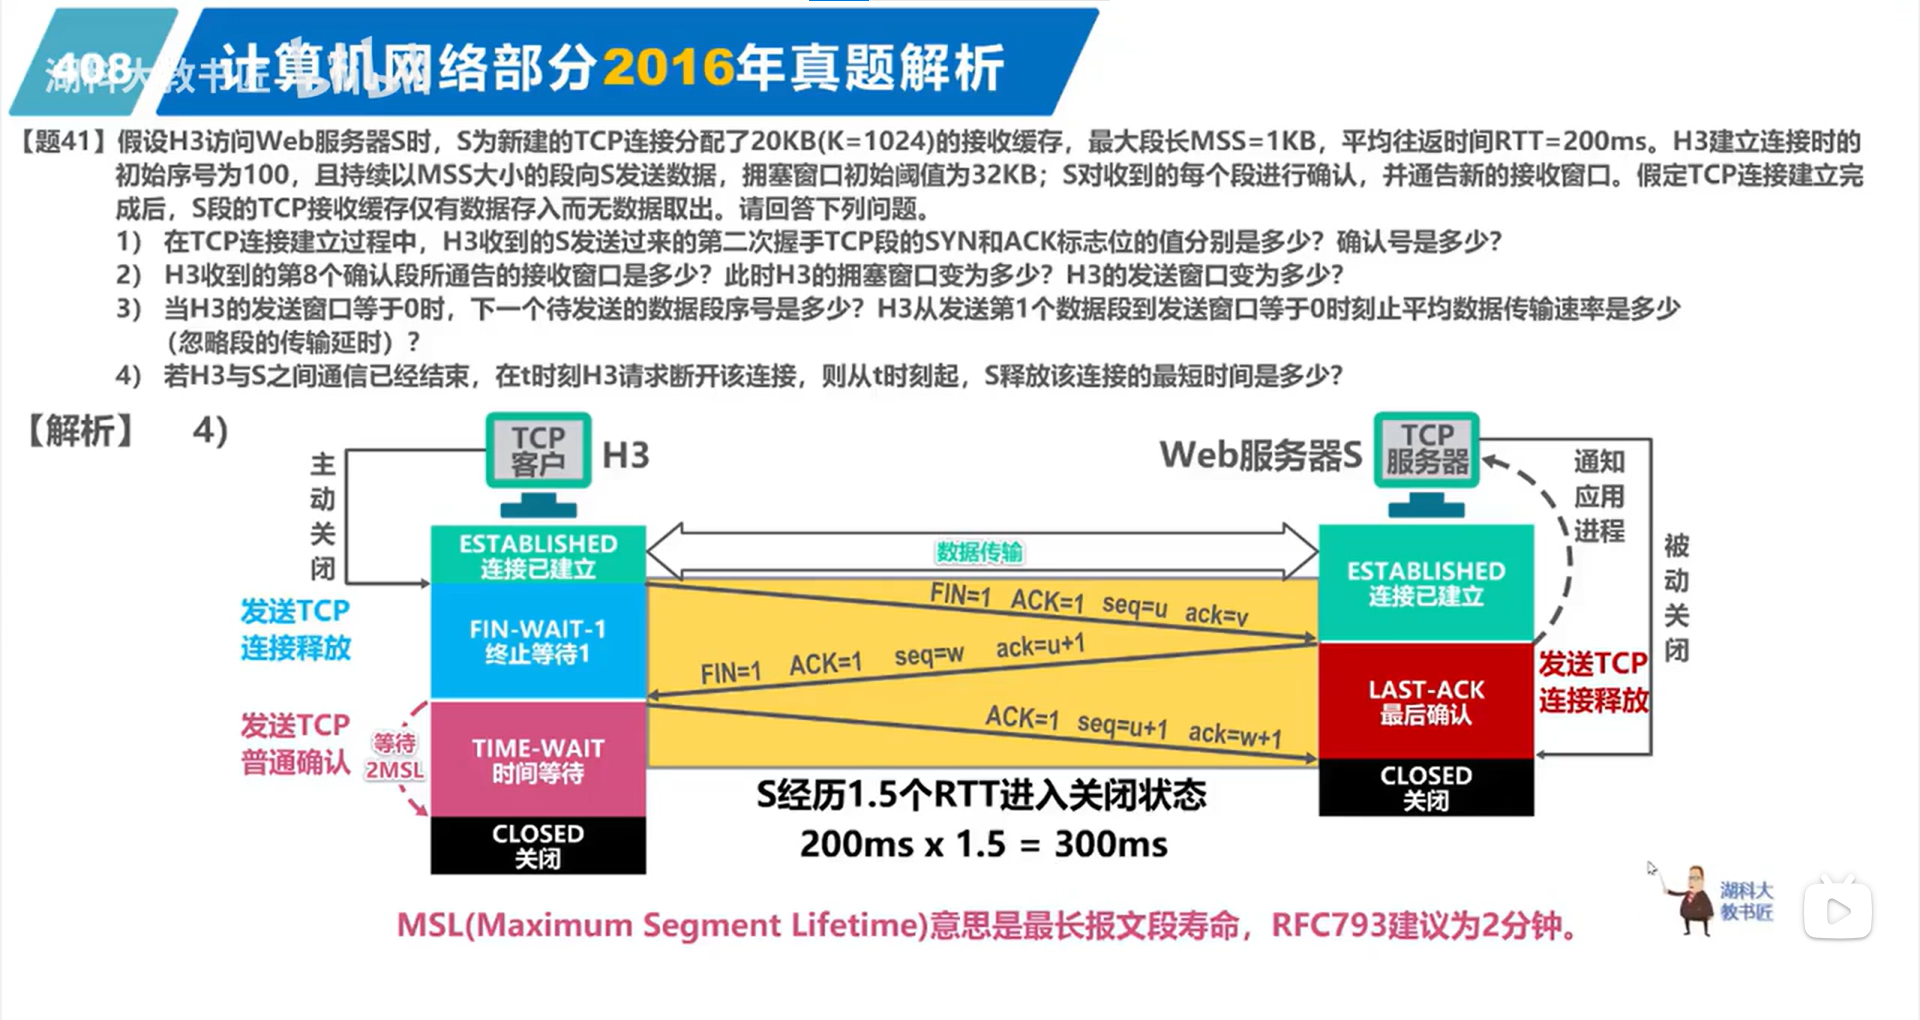 408
计算机网络部分2016年真题解析
湖科大教书匠
bilibili
【题41】假设H3访问Web服务器S时，S为新建的TCP连接分配了20KB(K=1024)的接收缓存，最大段长MSS=1KB，平均往返时间RTT=200ms。H3建立连接时的
初始序号为100，且持续以MSS大小的段向S发送数据，拥塞窗口初始阈值为32KB；S对收到的每个段进行确认，并通告新的接收窗口。假定TCP连接建立完
成后，S段的TCP接收缓存仅有数据存入而无数据取出。请回答下列问题。
1） 在TCP连接建立过程中，H3收到的S发送过来的第二次握手TCP段的SYN和ACK标志位的值分别是多少？确认号是多少？
2） H3收到的第8个确认段所通告的接收窗口是多少？此时H3的拥塞窗口变为多少？H3的发送窗口变为多少？
3） 当H3的发送窗口等于0时，下一个待发送的数据段序号是多少？H3从发送第1个数据段到发送窗口等于0时刻止平均数据传输速率是多少
（忽略段的传输延时）？
4） 若H3与S之间通信已经结束，在t时刻H3请求断开该连接，则从t时刻起，S释放该连接的最短时间是多少？
【解析】 4)
TCP
客户
H3
Web服务器S
TCP
服务器
主动关闭
通知
应用
进程
被动关闭
ESTABLISHED
连接已建立
数据传输
ESTABLISHED
连接已建立
发送TCP
连接释放
FIN-WAIT-1
终止等待1
FIN=1 ACK=1 seq=u ack=v
FIN=1 ACK=1 seq=w ack=u+1
发送TCP
连接释放
LAST-ACK
最后确认
发送TCP
普通确认
等待
2MSL
TIME-WAIT
时间等待
ACK=1 seq=u+1 ack=w+1
CLOSED
关闭
CLOSED
关闭
S经历1.5个RTT进入关闭状态
200ms x 1.5 = 300ms
MSL(Maximum Segment Lifetime)意思是最长报文段寿命，RFC793建议为2分钟。
湖科大
教书匠